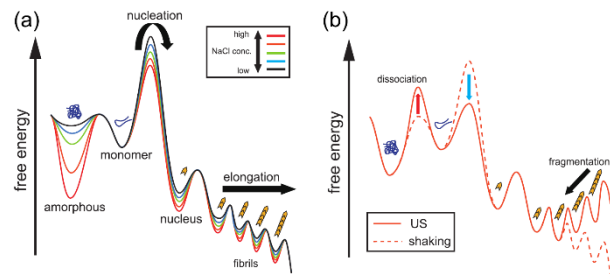 (a)
nucleation
high
NaCl conc.
low
free energy
monomer
amorphous
nucleus
elongation
fibrils
(b)
dissociation
free energy
fragmentation
US
shaking